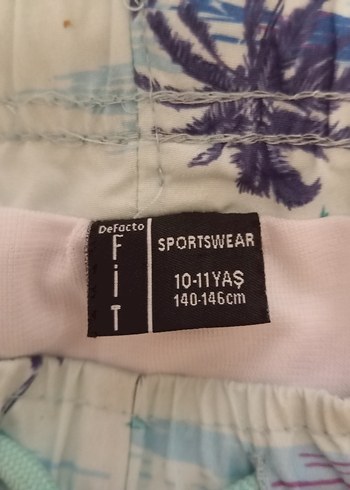 DeFacto
FiT
SPORTSWEAR
10-11YAŞ
140-146cm